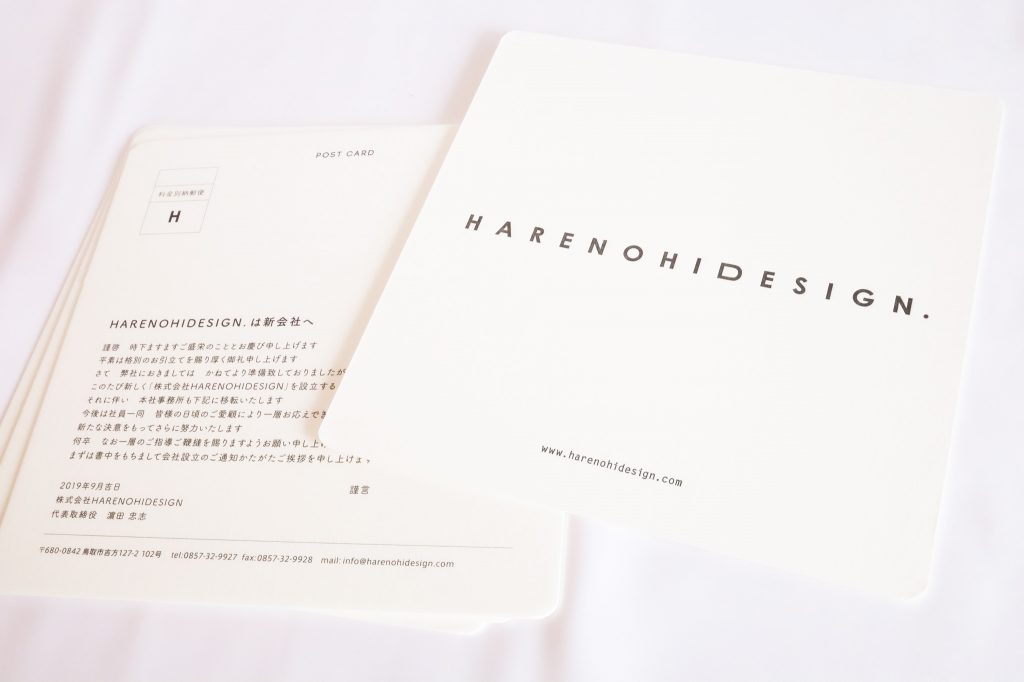 POST CARD
料金別納郵便
H
HARENOHIDESIGN.は新会社へ
謹啓　時下ますますご盛栄のこととお慶び申し上げます
平素は格別のお引立てを賜り厚く御礼申し上げます
さて　弊社におきましては　かねてより準備致しておりましたが
このたび新しく「株式会社HARENOHIDESIGN」を設立する
それに伴い　本社事務所も下記に移転いたします
今後は社員一同　皆様の日頃のご愛顧により一層お応えでき
新たな決意をもってさらに努力いたします
何卒　なお一層のご指導ご鞭撻を賜りますようお願い申し上げ
まずは書中をもちまして会社設立のご通知かたがたご挨拶を申し上げます
謹言
2019年9月吉日
株式会社HARENOHIDESIGN
代表取締役　濵田 忠志
〒680-0842 鳥取市吉方127-2 102号　tel:0857-32-9927 fax:0857-32-9928　mail: info@harenohidesign.com
HARENOHIDESIGN.
www.harenohidesign.com